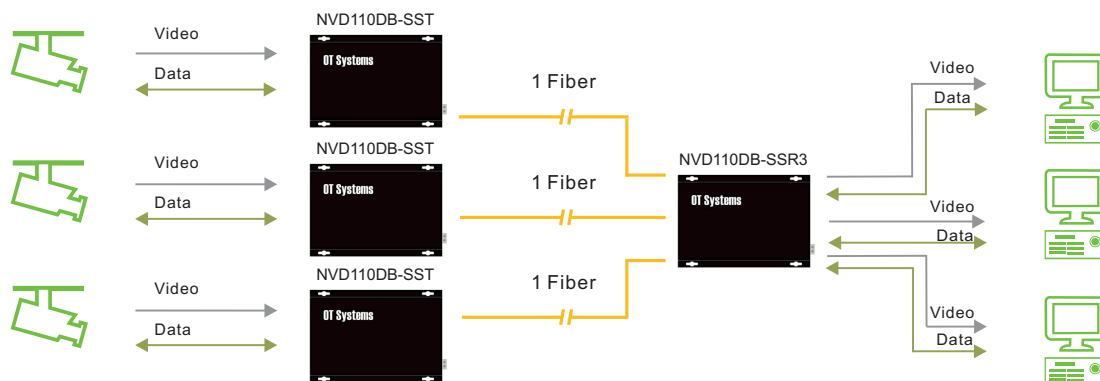 NVD110DB-SST
Video
Data
OT Systems
1 Fiber
Video
Data
NVD110DB-SST
Video
Data
OT Systems
1 Fiber
NVD110DB-SSR3
OT Systems
Video
Data
NVD110DB-SST
Video
Data
OT Systems
1 Fiber
Video
Data